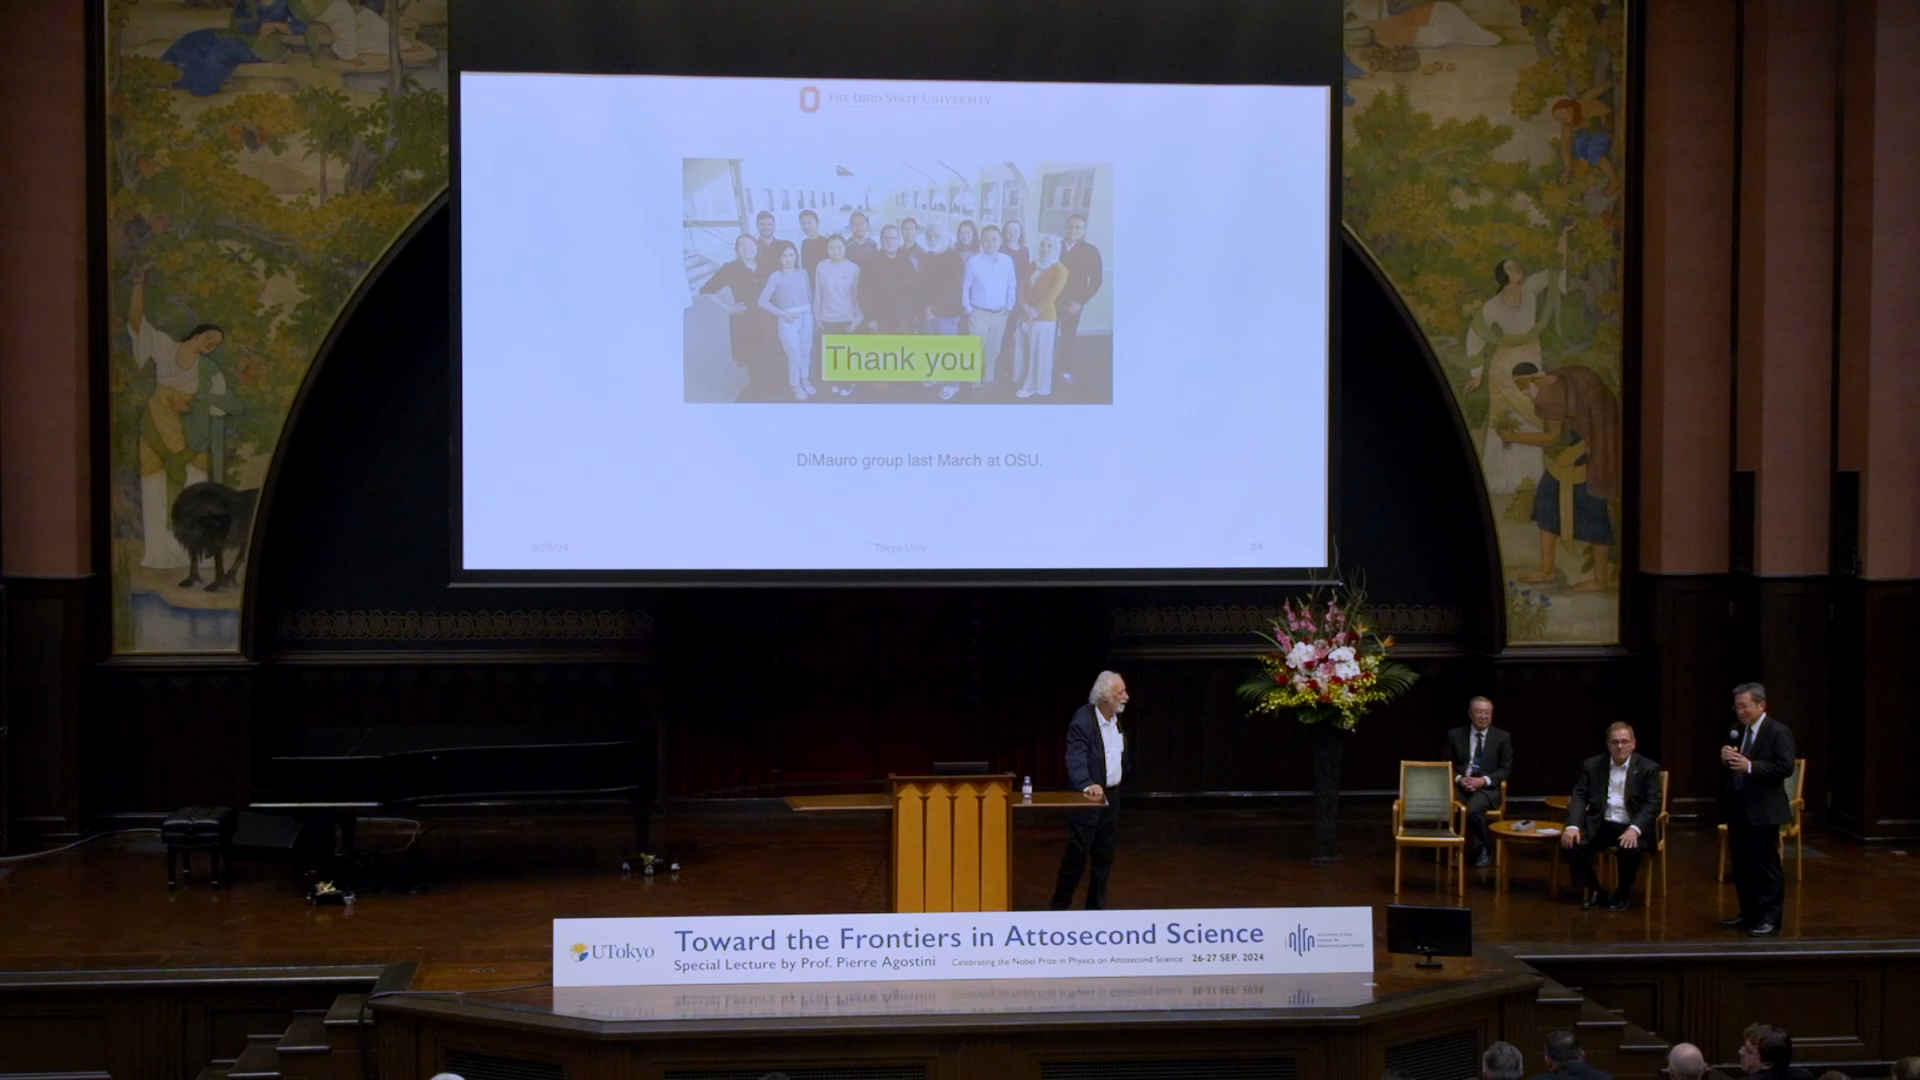 THE OHIO STATE UNIVERSITY
Thank you
DiMauro group last March at OSU.
9/26/24
Tokyo Univ
24
UTokyo
Toward the Frontiers in Attosecond Science
Special Lecture by Prof. Pierre Agostini
Celebrating the Nobel Prize in Physics on Attosecond Science
26-27 SEP. 2024